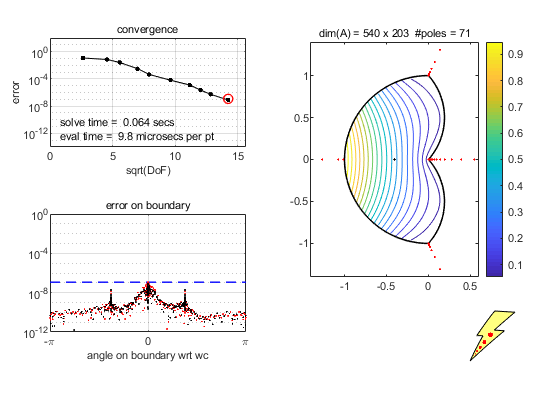 convergence
10^0
10^-4
10^-8
10^-12
error
solve time = 0.064 secs
eval time = 9.8 microsecs per pt
0 5 10 15
sqrt(DoF)
error on boundary
10^0
10^-4
10^-8
10^-12
-π 0 π
angle on boundary wrt wc
dim(A) = 540 x 203 #poles = 71
1
0.5
0
-0.5
-1
-1 -0.5 0 0.5
0.9
0.8
0.7
0.6
0.5
0.4
0.3
0.2
0.1